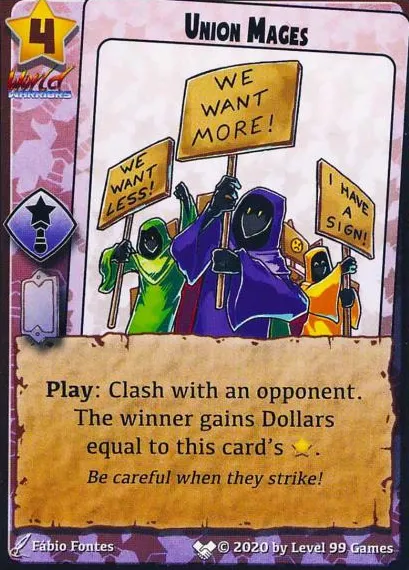 UNION MAGES
4
WORLD
WARRIORS
WE
WANT
MORE!
WE
WANT
LESS!
I HAVE
A
SIGN!
Play: Clash with an opponent.
The winner gains Dollars
equal to this card's ⭐.
Be careful when they strike!
Fábio Fontes
© 2020 by Level 99 Games